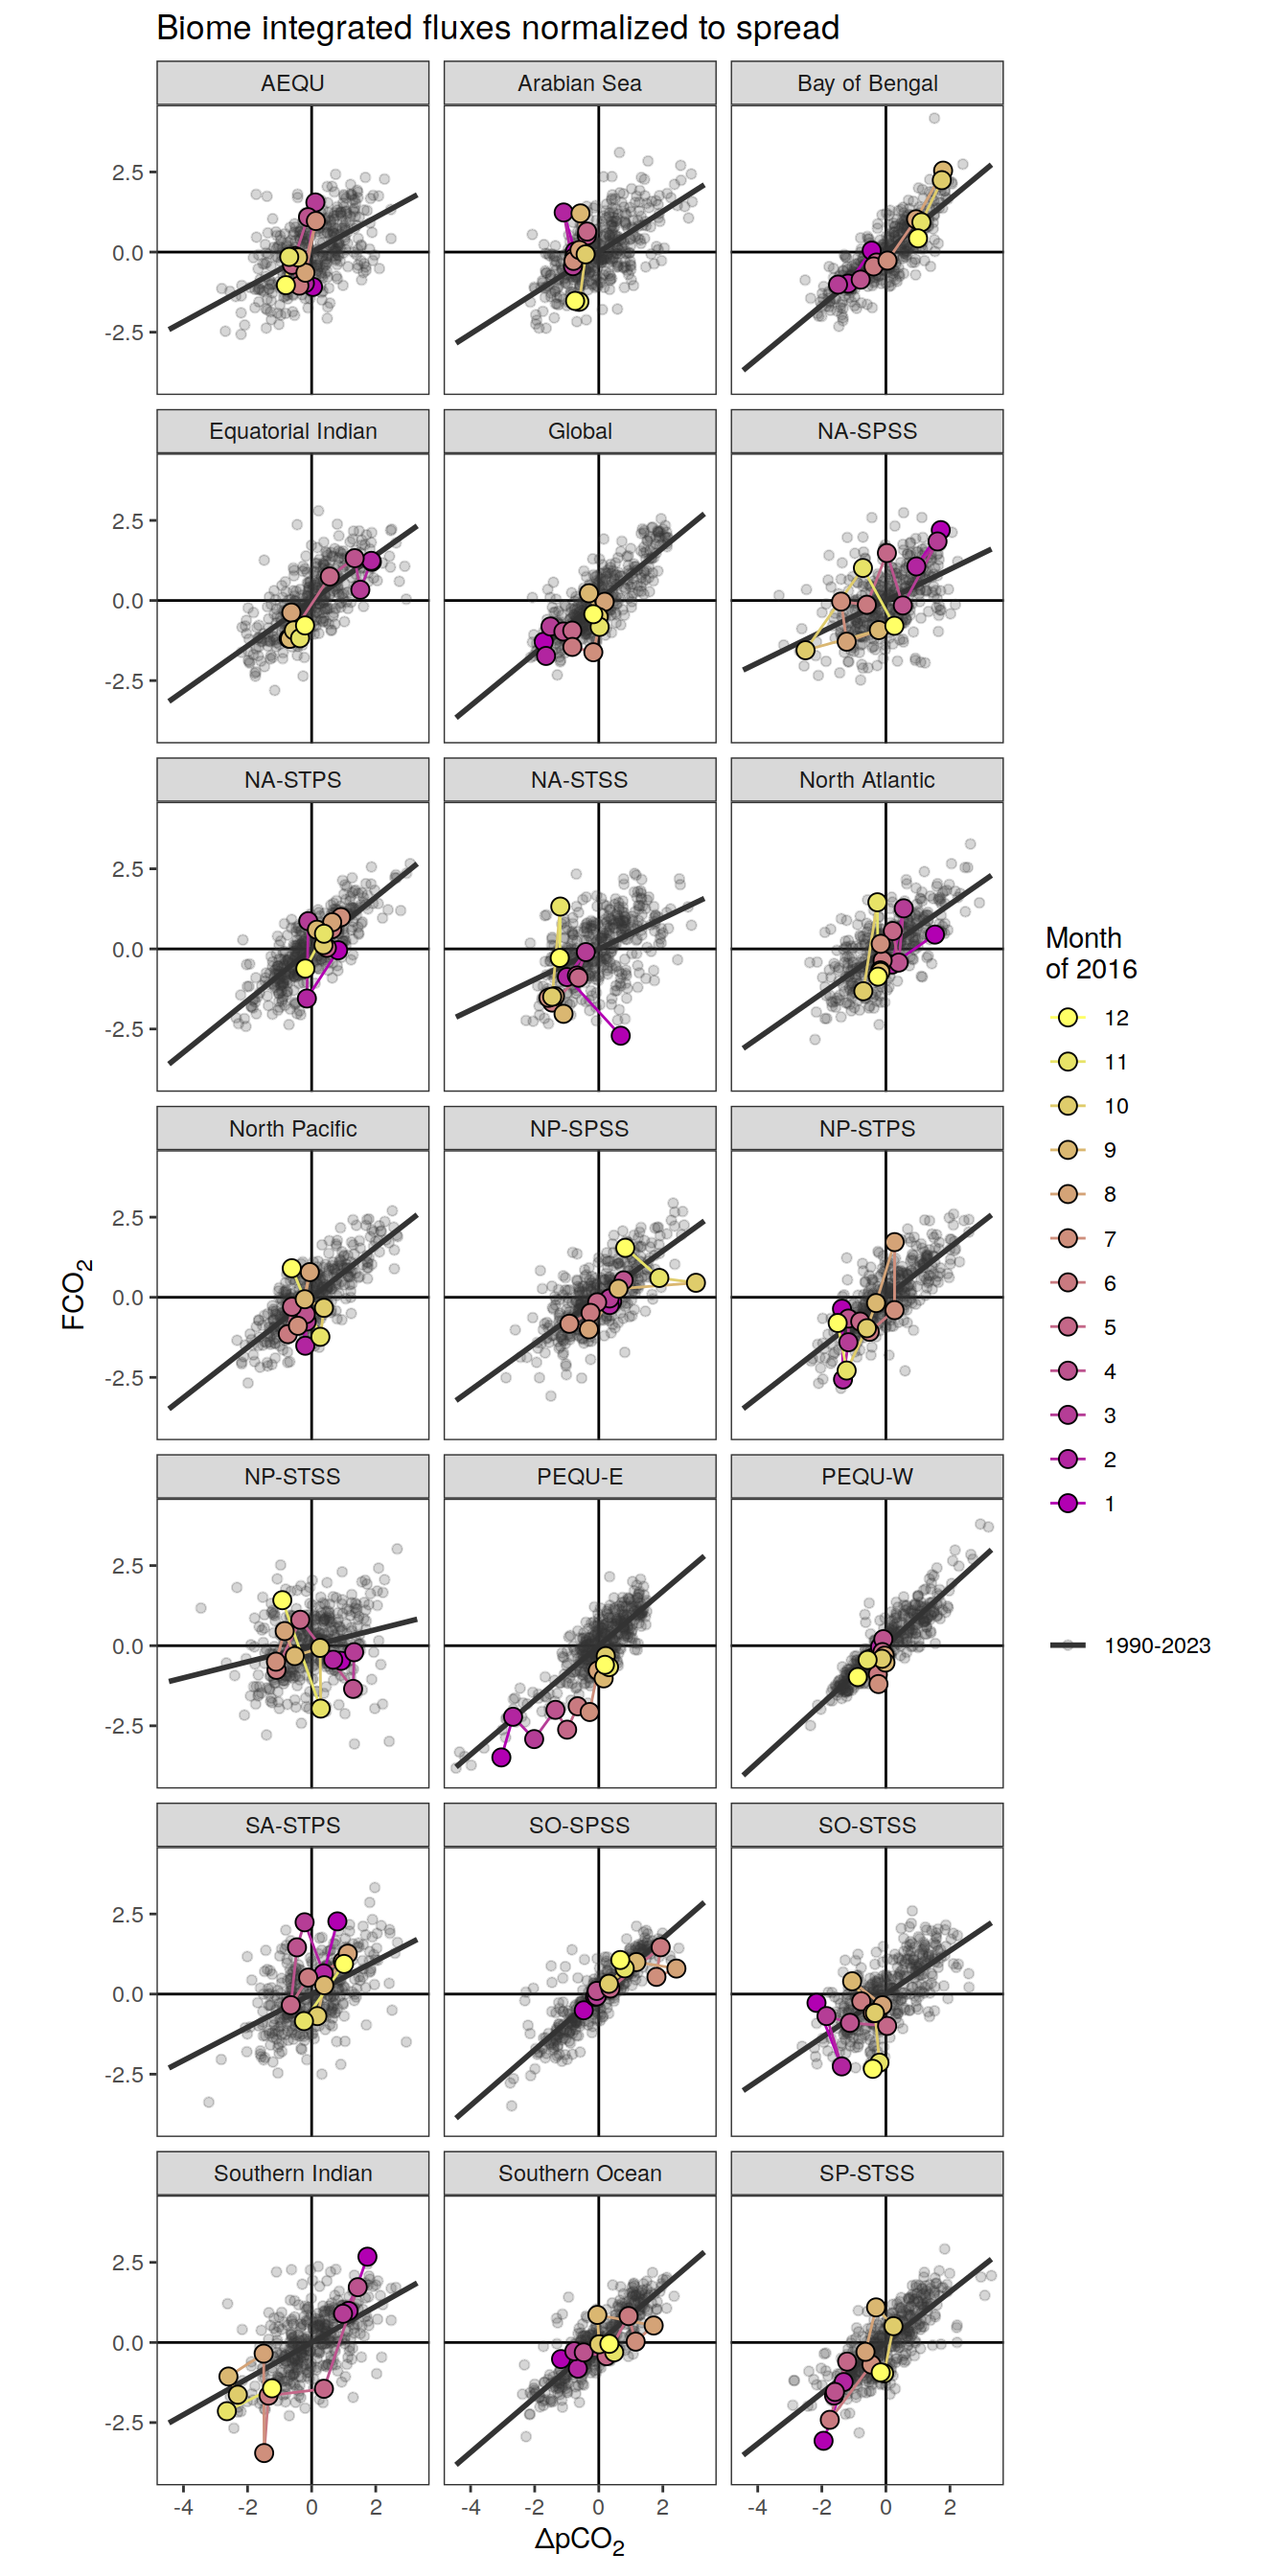 Biome integrated fluxes normalized to spread
AEQU
Arabian Sea
Bay of Bengal
2.5
0.0
-2.5
Equatorial Indian
Global
NA-SPSS
2.5
0.0
-2.5
NA-STPS
NA-STSS
North Atlantic
2.5
0.0
-2.5
North Pacific
NP-SPSS
NP-STPS
2.5
0.0
-2.5
NP-STSS
PEQU-E
PEQU-W
2.5
0.0
-2.5
SA-STPS
SO-SPSS
SO-STSS
2.5
0.0
-2.5
Southern Indian
Southern Ocean
SP-STSS
2.5
0.0
-2.5
-4 -2 0 2
-4 -2 0 2
-4 -2 0 2
ΔpCO₂
FCO₂
Month
of 2016
12
11
10
9
8
7
6
5
4
3
2
1
1990-2023